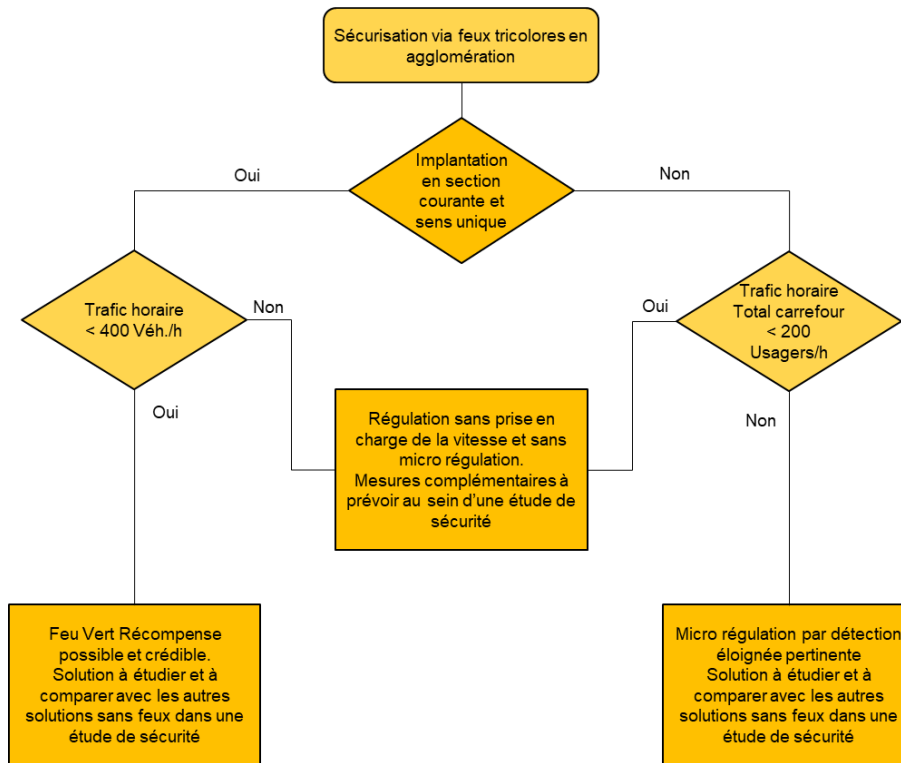 Sécurisation via feux tricolores en
agglomération
Implantation
en section
courante et
sens unique
Oui
Non
Trafic horaire
< 400 Véh./h
Non
Trafic horaire
Total carrefour
< 200
Usagers/h
Oui
Oui
Non
Régulation sans prise en
charge de la vitesse et sans
micro régulation.
Mesures complémentaires à
prévoir au sein d’une étude de
sécurité
Feu Vert Récompense
possible et crédible.
Solution à étudier et à
comparer avec les autres
solutions sans feux dans une
étude de sécurité
Micro régulation par détection
éloignée pertinente
Solution à étudier et à
comparer avec les autres
solutions sans feux dans une
étude de sécurité